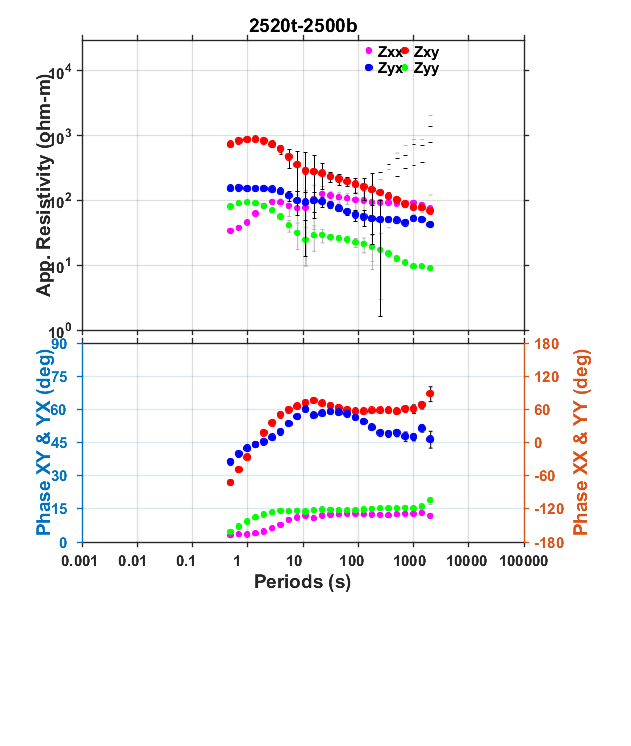 2520t-2500b
Zxx Zxy
Zyx Zyy
App. Resistivity (ohm-m)
10^4
10^3
10^2
10^1
10^0
Phase XY & YX (deg)
90
75
60
45
30
15
0
180
120
60
0
-60
-120
-180
Phase XX & YY (deg)
0.001 0.01 0.1 1 10 100 1000 10000 100000
Periods (s)